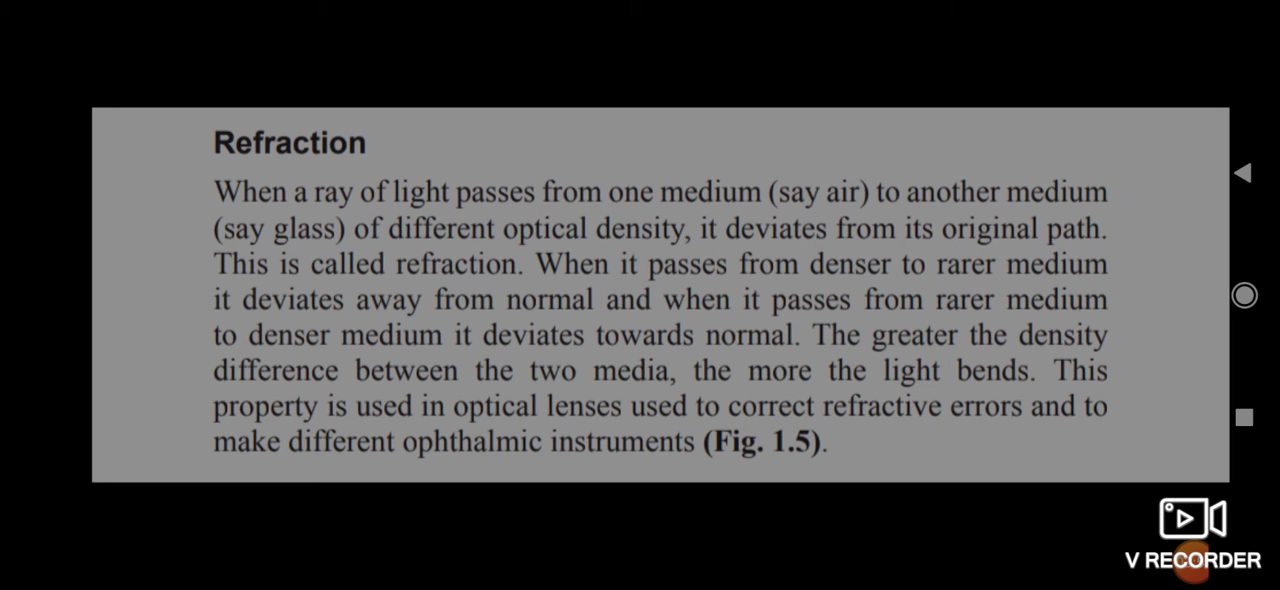 Refraction
When a ray of light passes from one medium (say air) to another medium
(say glass) of different optical density, it deviates from its original path.
This is called refraction. When it passes from denser to rarer medium
it deviates away from normal and when it passes from rarer medium
to denser medium it deviates towards normal. The greater the density
difference between the two media, the more the light bends. This
property is used in optical lenses used to correct refractive errors and to
make different ophthalmic instruments (Fig. 1.5).
V RECORDER